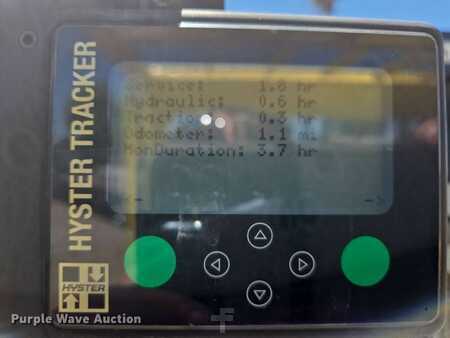 HYSTER TRACKER
Service: 1.8 hr
Hydraulic: 0.6 hr
Traction: 0.3 hr
Odometer: 1.1 mi
MonDuration: 3.7 hr
<- ->
HYSTER
Purple Wave Auction